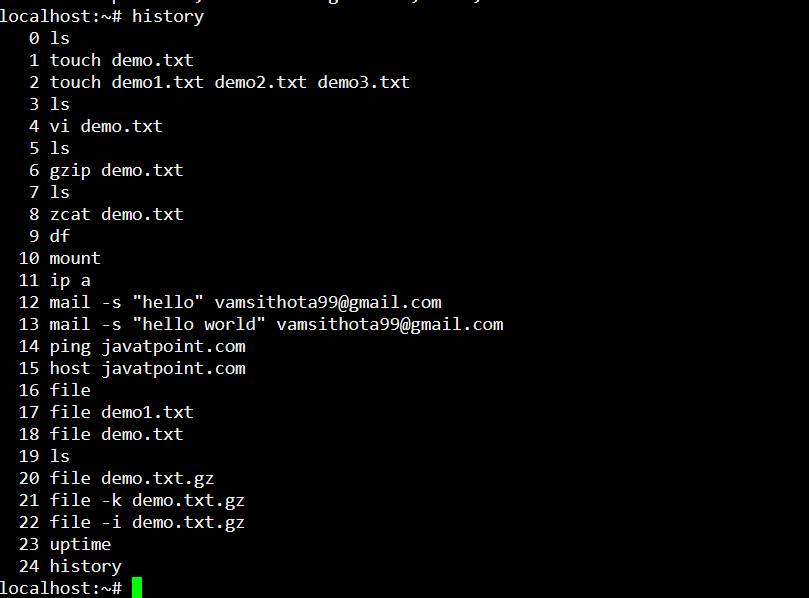 localhost:~# history
0 ls
1 touch demo.txt
2 touch demo1.txt demo2.txt demo3.txt
3 ls
4 vi demo.txt
5 ls
6 gzip demo.txt
7 ls
8 zcat demo.txt
9 df
10 mount
11 ip a
12 mail -s "hello" vamsithota99@gmail.com
13 mail -s "hello world" vamsithota99@gmail.com
14 ping javatpoint.com
15 host javatpoint.com
16 file
17 file demo1.txt
18 file demo.txt
19 ls
20 file demo.txt.gz
21 file -k demo.txt.gz
22 file -i demo.txt.gz
23 uptime
24 history
localhost:~#